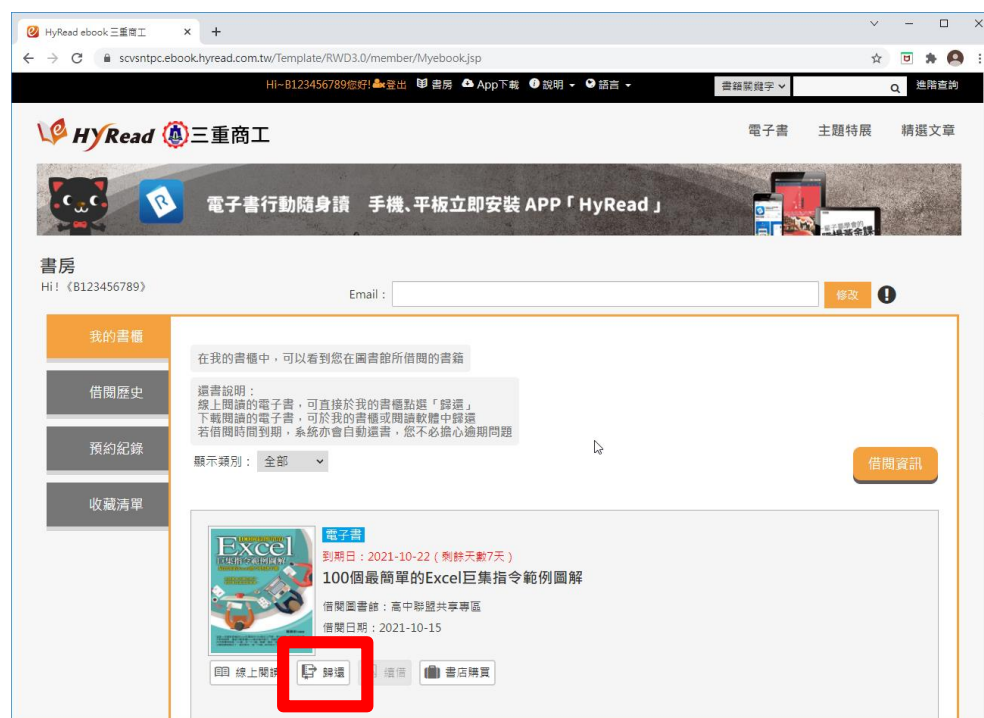 HyRead ebook 三重商工
scvsntpc.ebook.hyread.com.tw/Template/RWD3.0/member/Myebook.jsp
Hi~B123456789您好! 登出 書房 App下載 說明 語言 書籍關鍵字 進階查詢
HyRead 三重商工 電子書 主題特展 精選文章
電子書行動隨身讀 手機、平板立即安裝 APP「HyRead」
書房
Hi!《B123456789》
Email : 修改
我的書櫃
在我的書櫃中，可以看到您在圖書館所借閱的書籍
借閱歷史
還書說明：
線上閱讀的電子書，可直接於我的書櫃點選「歸還」
下載閱讀的電子書，可於我的書櫃或閱讀軟體中歸還
若借閱時間到期，系統亦會自動還書，您不必擔心逾期問題
預約紀錄
顯示類別： 全部
借閱資訊
收藏清單
Excel
電子書
到期日：2021-10-22 ( 剩餘天數7天 )
100個最簡單的Excel巨集指令範例圖解
借閱圖書館：高中聯盟共享專區
借閱日期：2021-10-15
線上閱 歸還 書店購買